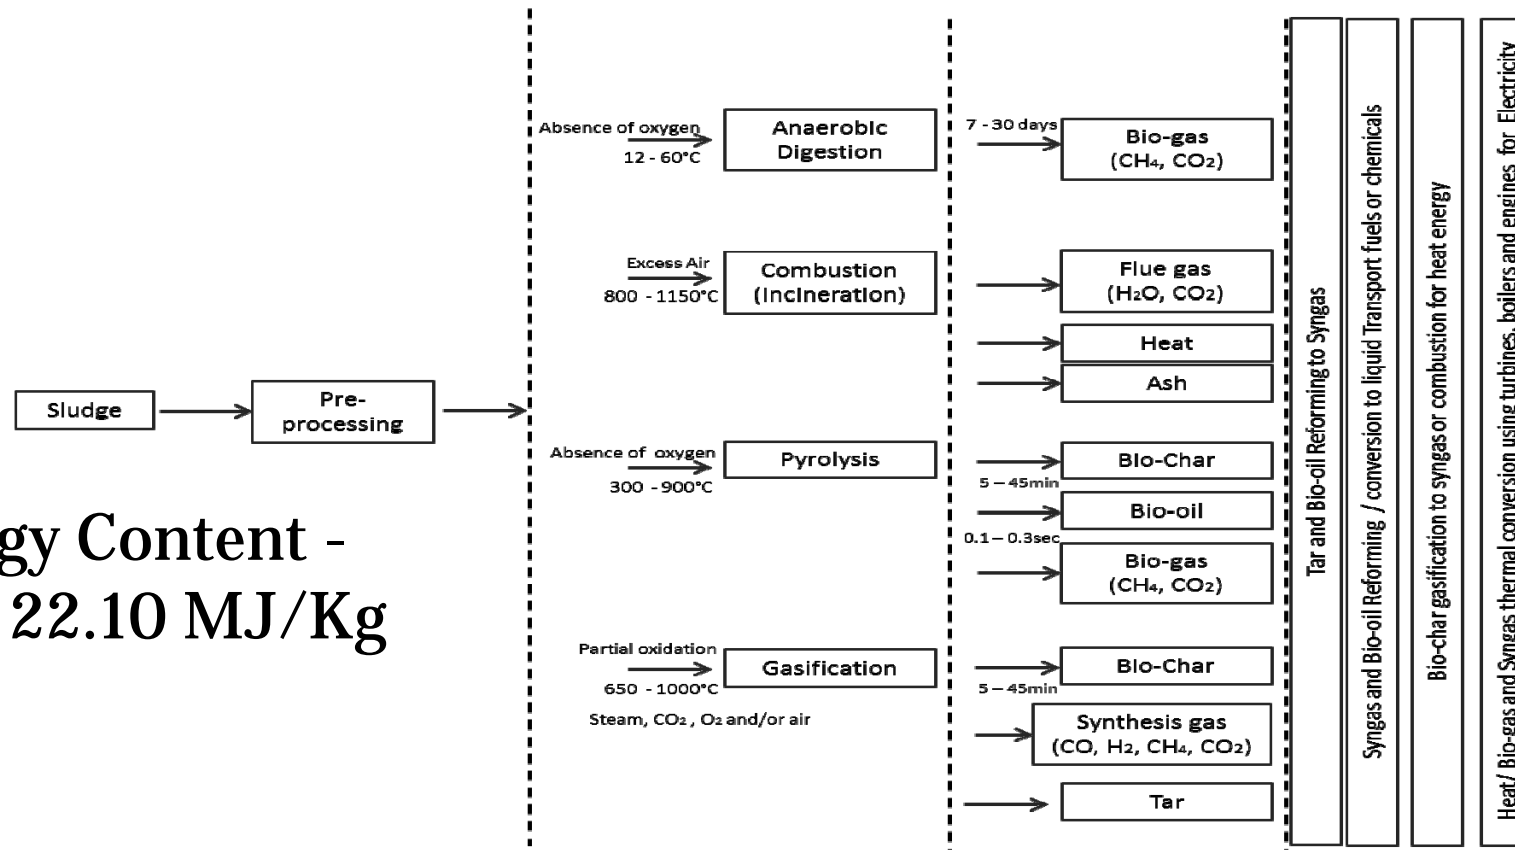 Sludge
Pre-
processing
gy Content -
22.10 MJ/Kg
Absence of oxygen
12 - 60°C
Anaerobic
Digestion
7 - 30 days
Bio-gas
(CH₄, CO₂)
Excess Air
800 - 1150°C
Combustion
(Incineration)
Flue gas
(H₂O, CO₂)
Heat
Ash
Absence of oxygen
300 - 900°C
Pyrolysis
5 – 45min
Bio-Char
Bio-oil
0.1 – 0.3sec
Bio-gas
(CH₄, CO₂)
Partial oxidation
650 - 1000°C
Steam, CO₂ , O₂ and/or air
Gasification
5 – 45min
Bio-Char
Synthesis gas
(CO, H₂, CH₄, CO₂)
Tar
Tar and Bio-oil Reforming to Syngas
Syngas and Bio-oil Reforming / conversion to liquid Transport fuels or chemicals
Bio-char gasification to syngas or combustion for heat energy
Heat/ Bio-gas and Syngas thermal conversion using turbines, boilers and engines for Electricity